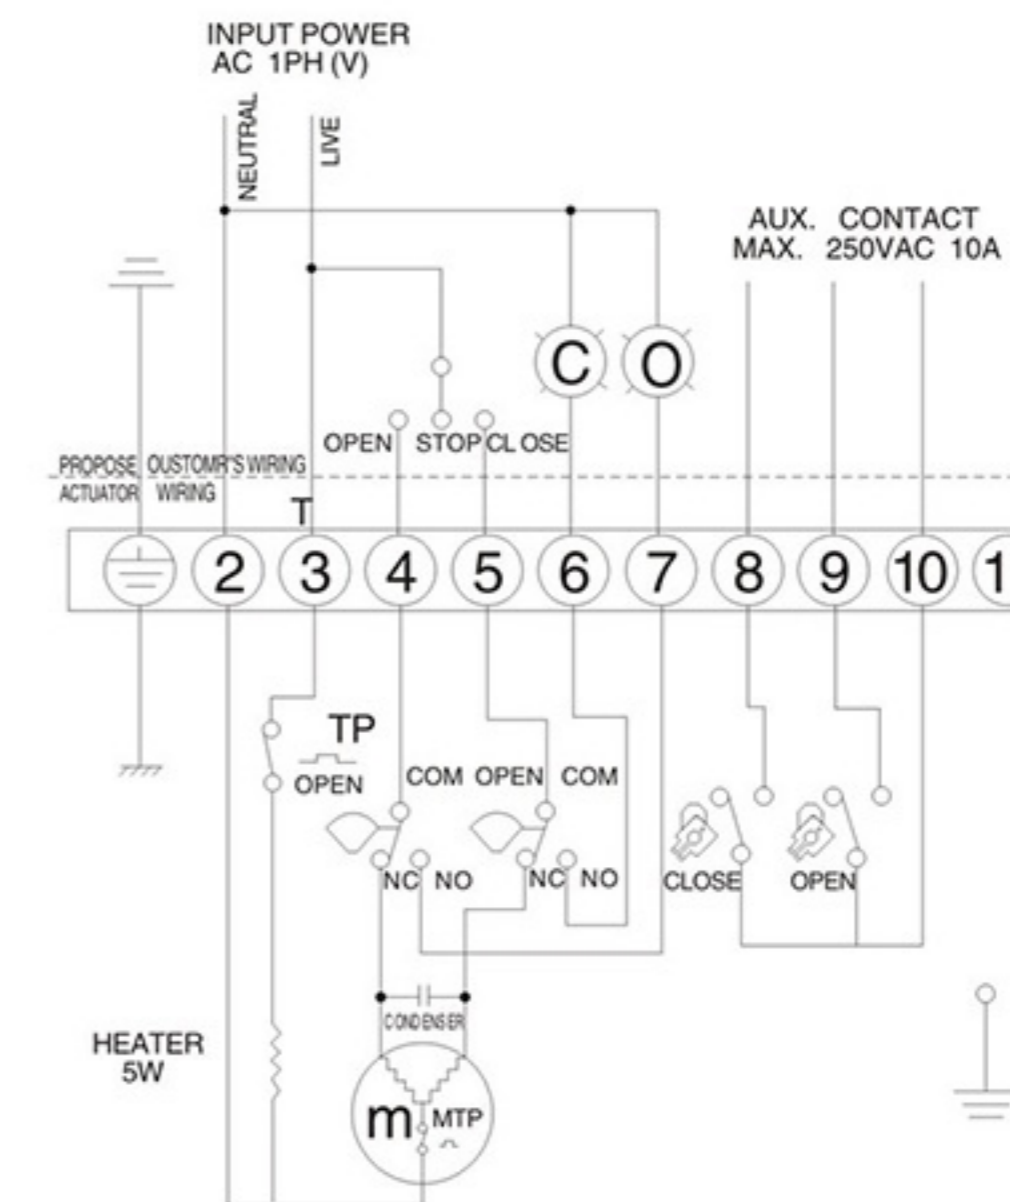 INPUT POWER
AC 1PH (V)
NEUTRAL
LIVE
AUX. CONTACT
MAX. 250VAC 10A
C O
OPEN STOP CLOSE
PROPOSE OUSTOMR'S WIRING
ACTUATOR WIRING
T
2 3 4 5 6 7 8 9 10 1
TP
OPEN
COM OPEN COM
NC NO NC NO
CLOSE OPEN
CONDENSER
HEATER
5W
m MTP